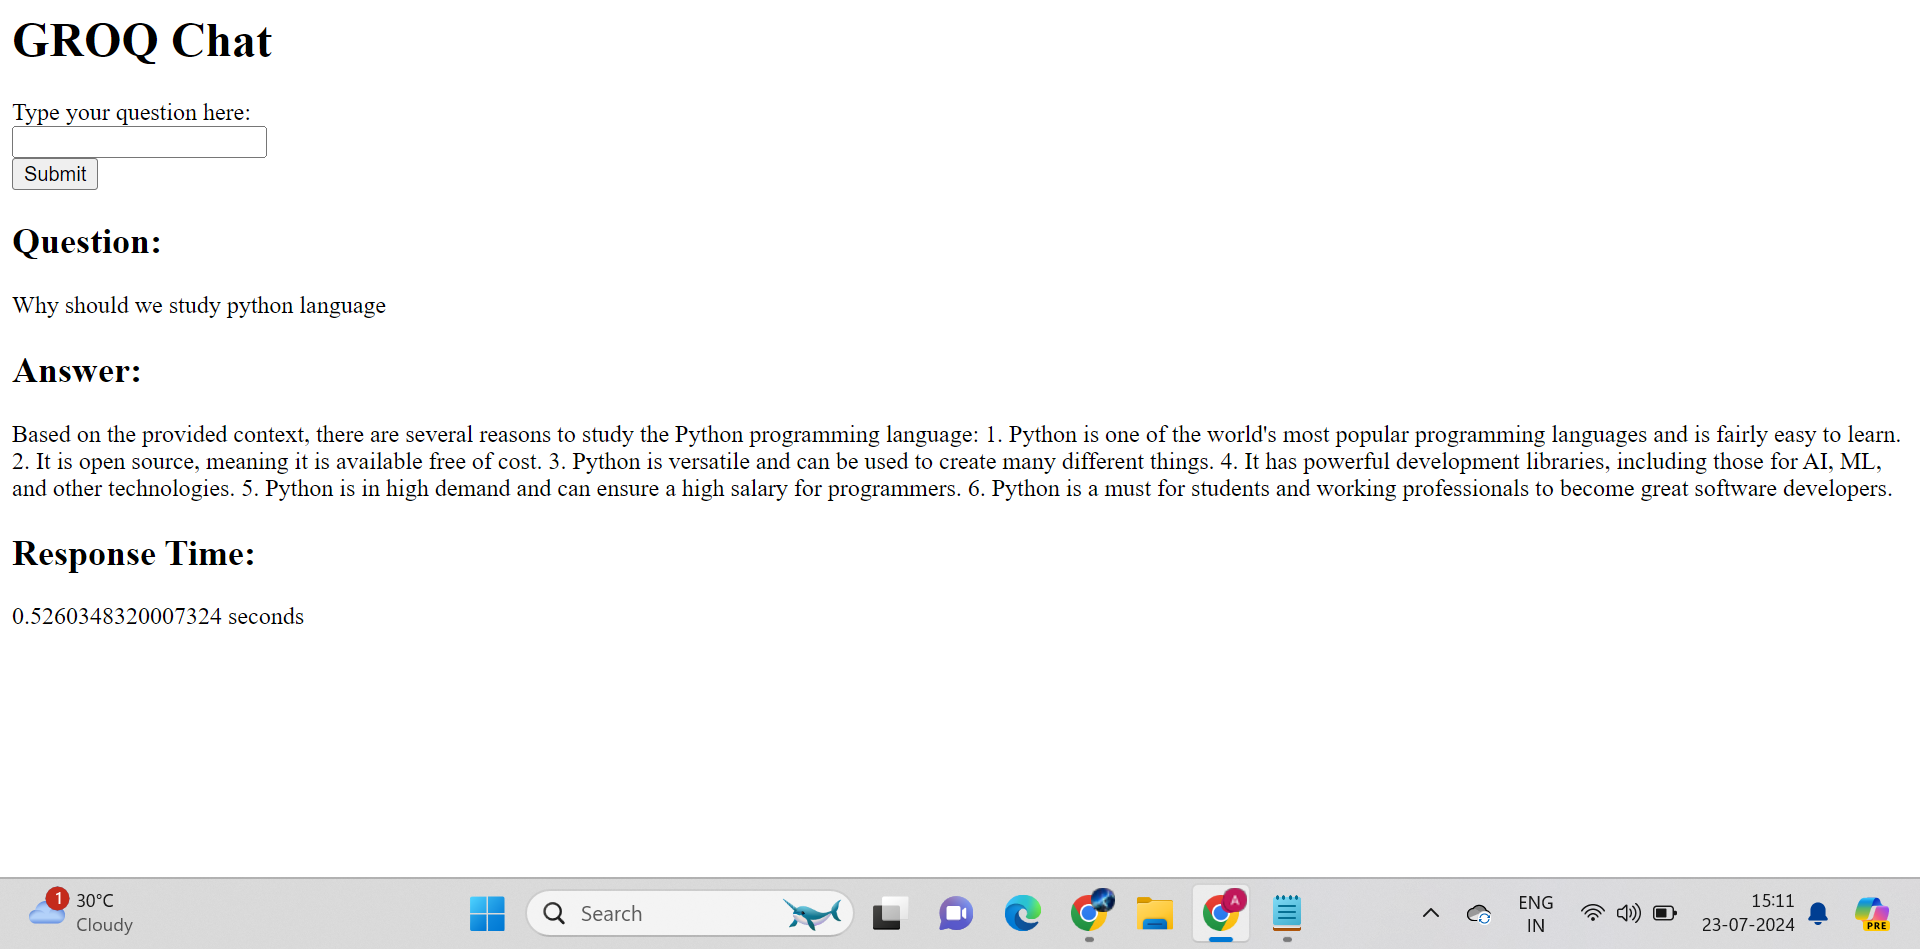 GROQ Chat
Type your question here:
Submit
Question:
Why should we study python language
Answer:
Based on the provided context, there are several reasons to study the Python programming language: 1. Python is one of the world's most popular programming languages and is fairly easy to learn.
2. It is open source, meaning it is available free of cost. 3. Python is versatile and can be used to create many different things. 4. It has powerful development libraries, including those for AI, ML,
and other technologies. 5. Python is in high demand and can ensure a high salary for programmers. 6. Python is a must for students and working professionals to become great software developers.
Response Time:
0.5260348320007324 seconds
1
30°C
Cloudy
Search
A
ENG
IN
15:11
23-07-2024
PRE